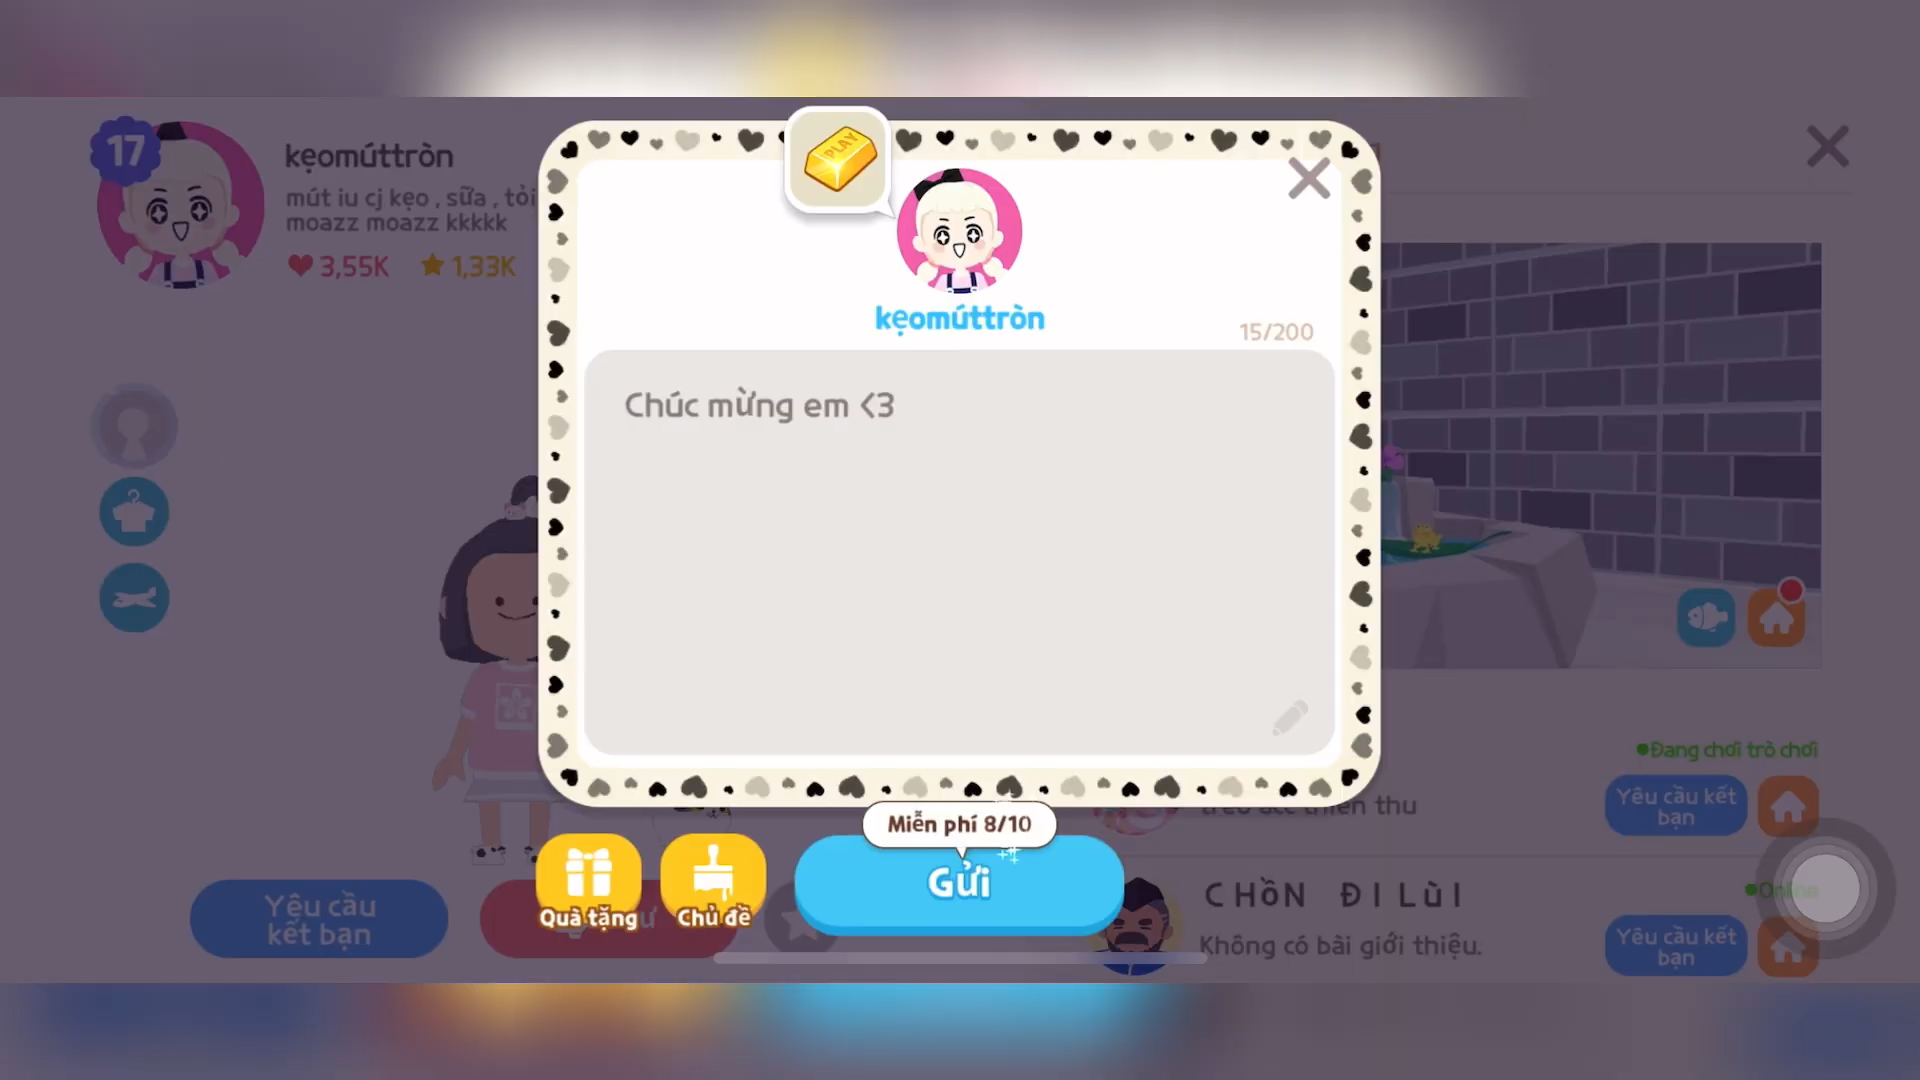 17
kẹomúttròn
mút iu cj kẹo , sữa , tỏi
moazz moazz kkkkk
3,55K
1,33K
PLAY
kẹomúttròn
15/200
Chúc mừng em <3
Miễn phí 8/10
Gửi
Quà tặng
Chủ đề
Yêu cầu
kết bạn
Đang chơi trò chơi
Yêu cầu kết
bạn
CHồN ĐI LùI
Online
Không có bài giới thiệu.
Yêu cầu kết
bạn